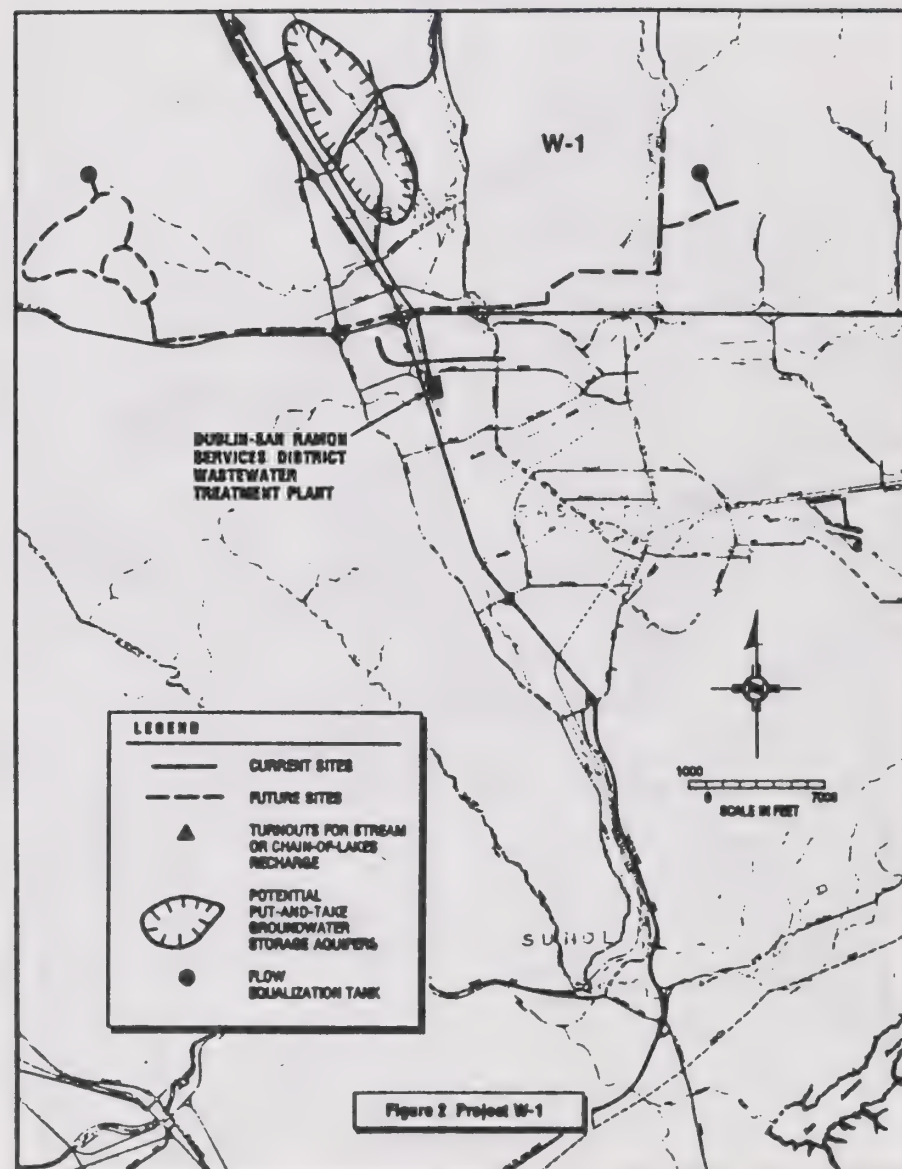 W-1
DUBLIN-SAN RAMON
SERVICES DISTRICT
WASTEWATER
TREATMENT PLANT
LEGEND
CURRENT SITES
FUTURE SITES
TURNOUTS FOR STREAM
OR CHAIN-OF-LAKES
RECHARGE
POTENTIAL
PUT-AND-TAKE
GROUNDWATER
STORAGE AQUIFERS
FLOW
EQUALIZATION TANK
1000
0
7000
SCALE IN FEET
SUNOL
Figure 2 Project W-1